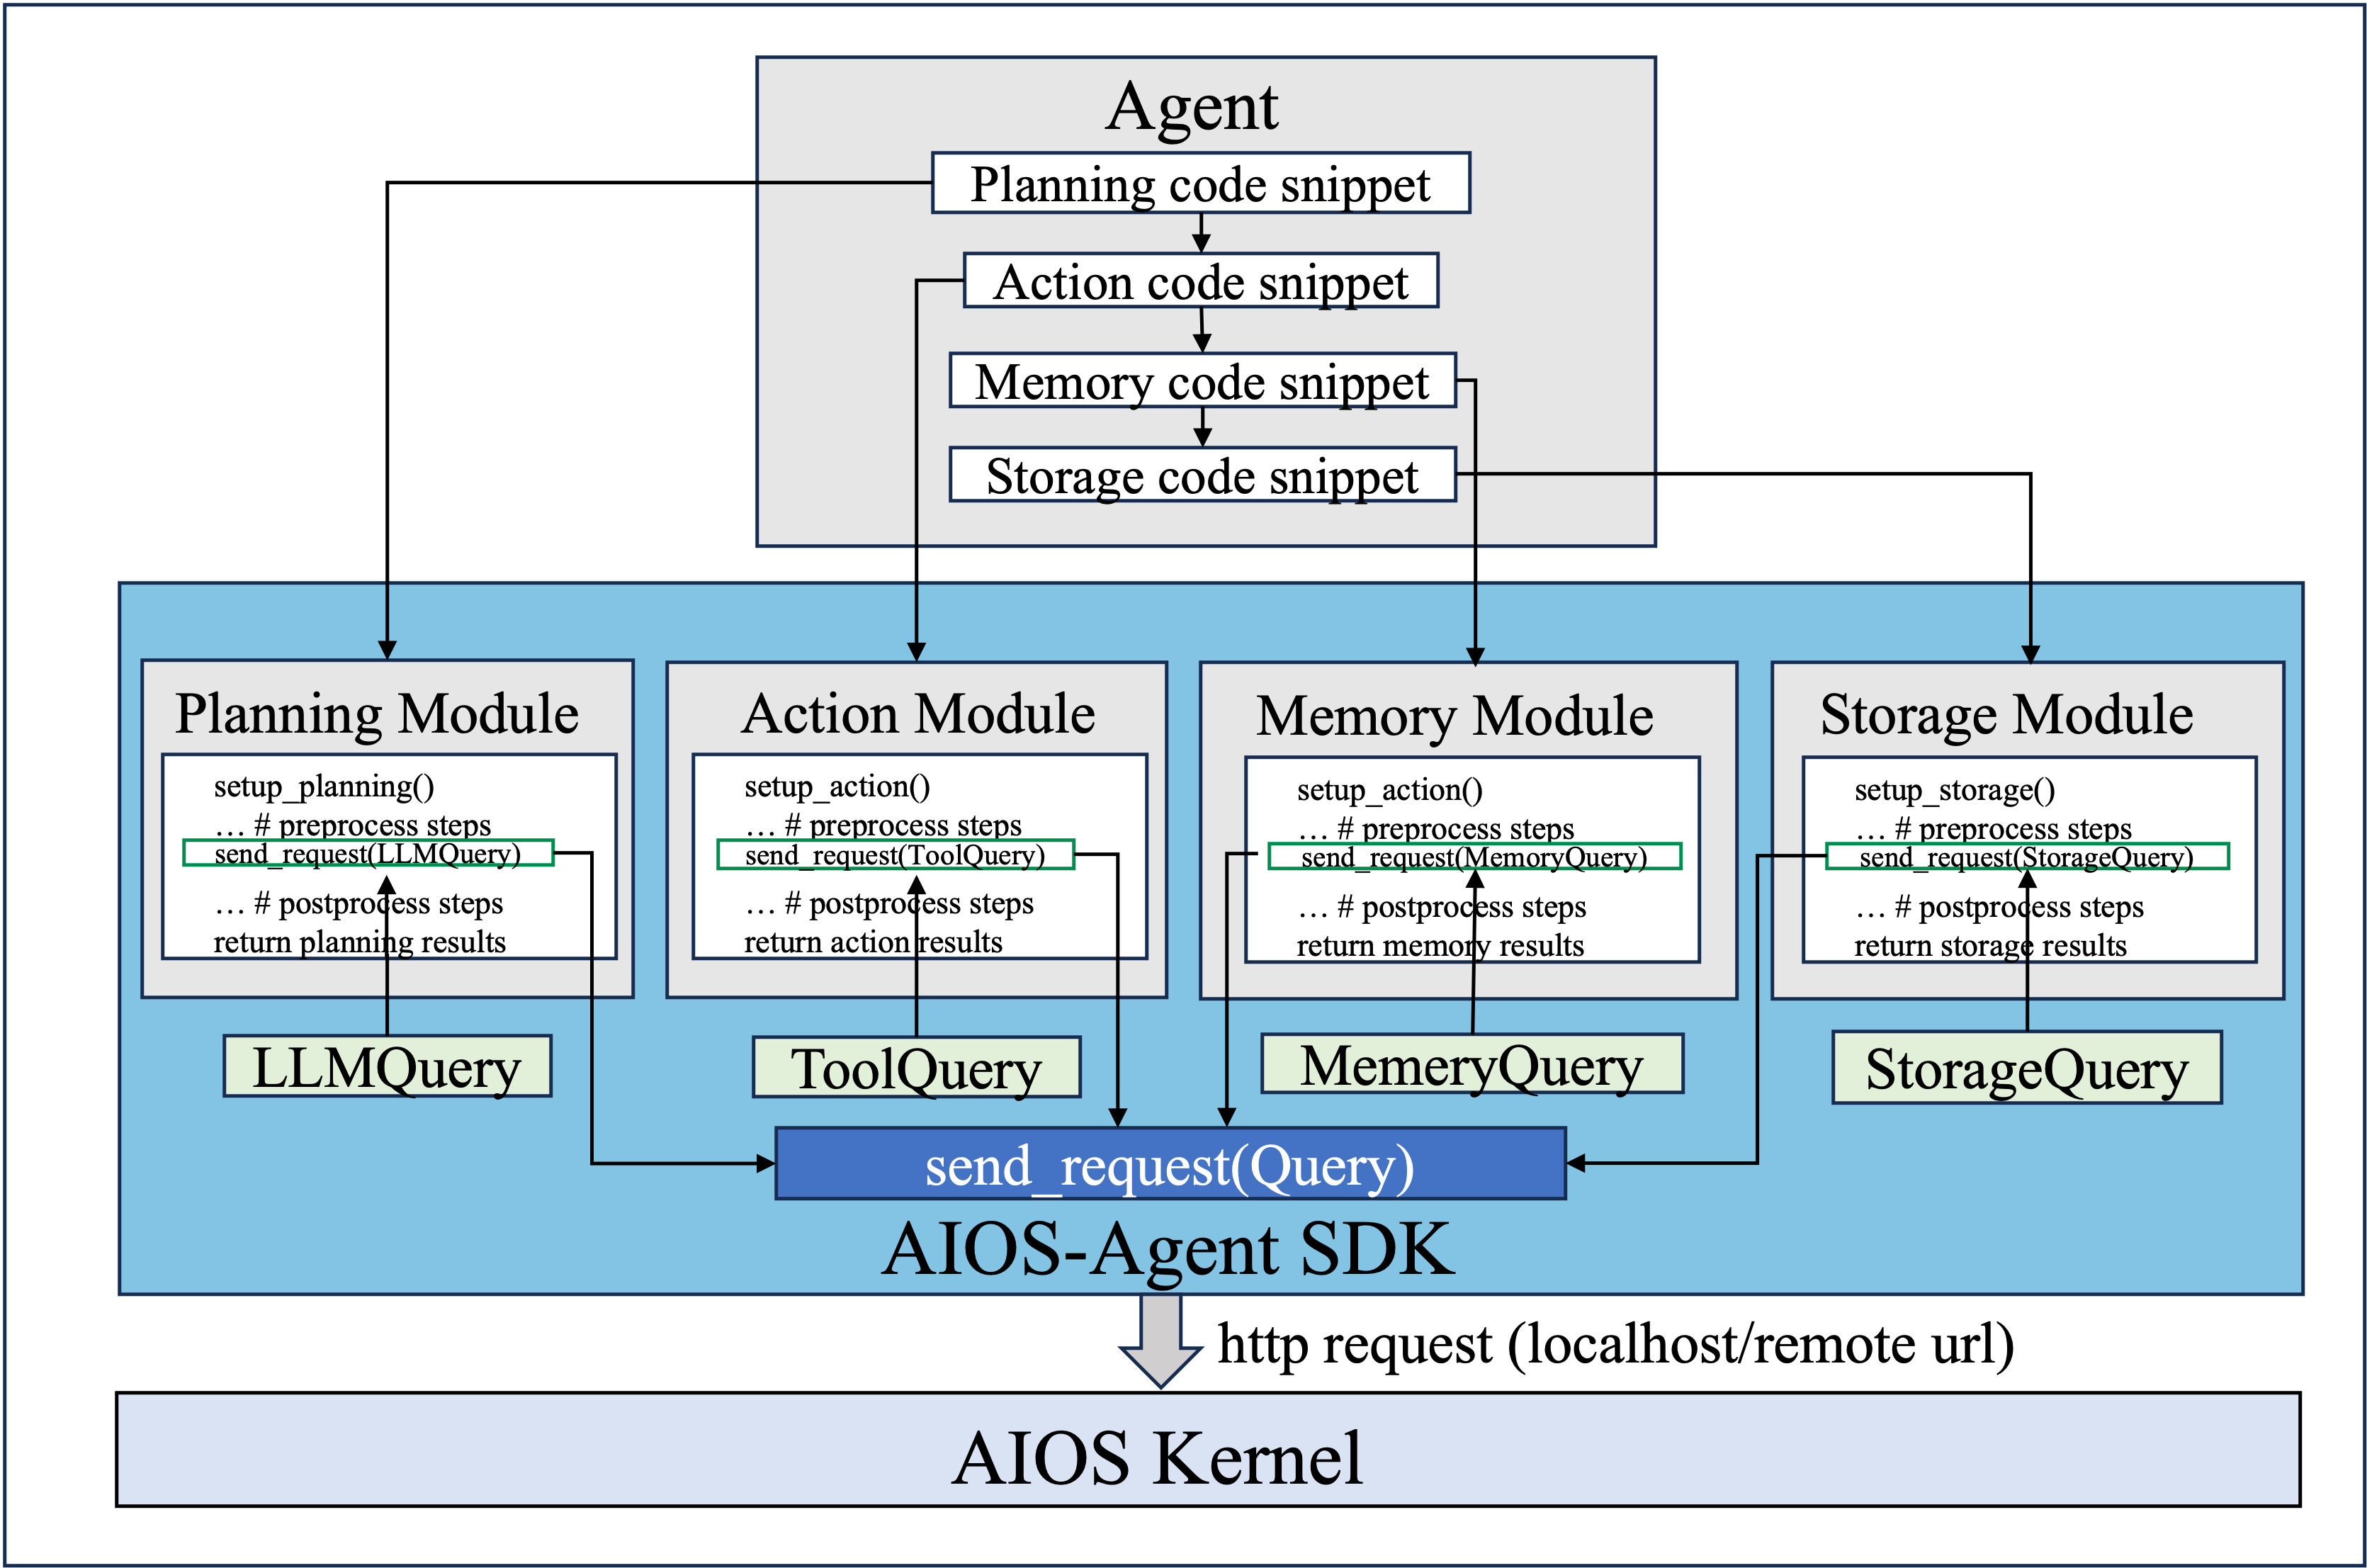 Agent
Planning code snippet
Action code snippet
Memory code snippet
Storage code snippet
Planning Module
setup_planning()
… # preprocess steps
send_request(LLMQuery)
… # postprocess steps
return planning results
LLMQuery
Action Module
setup_action()
… # preprocess steps
send_request(ToolQuery)
… # postprocess steps
return action results
ToolQuery
Memory Module
setup_action()
… # preprocess steps
send_request(MemoryQuery)
… # postprocess steps
return memory results
MemeryQuery
Storage Module
setup_storage()
… # preprocess steps
send_request(StorageQuery)
… # postprocess steps
return storage results
StorageQuery
send_request(Query)
AIOS-Agent SDK
http request (localhost/remote url)
AIOS Kernel